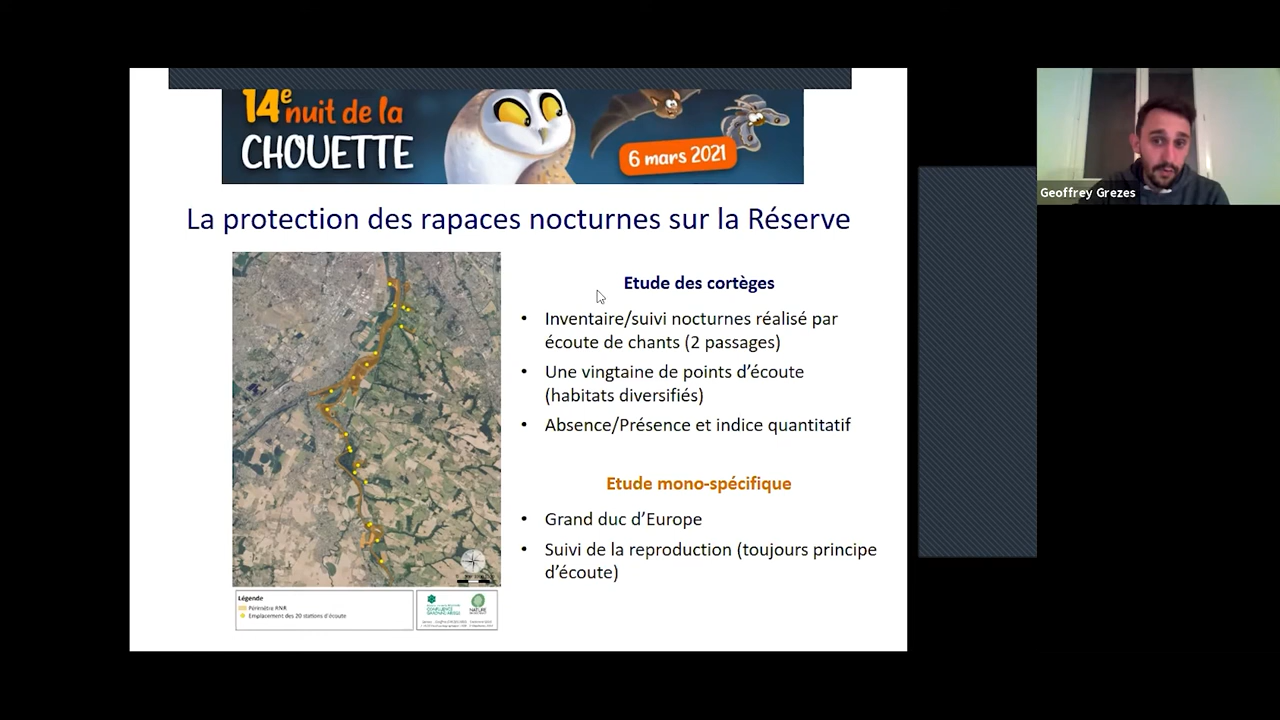 14e nuit de la
CHOUETTE
6 mars 2021
Geoffrey Grezes
La protection des rapaces nocturnes sur la Réserve
Etude des cortèges
• Inventaire/suivi nocturnes réalisé par
écoute de chants (2 passages)
• Une vingtaine de points d'écoute
(habitats diversifiés)
• Absence/Présence et indice quantitatif
Etude mono-spécifique
• Grand duc d'Europe
• Suivi de la reproduction (toujours principe
d'écoute)
Légende
Périmètre RNR
Emplacement des 20 stations d'écoute
NATURE